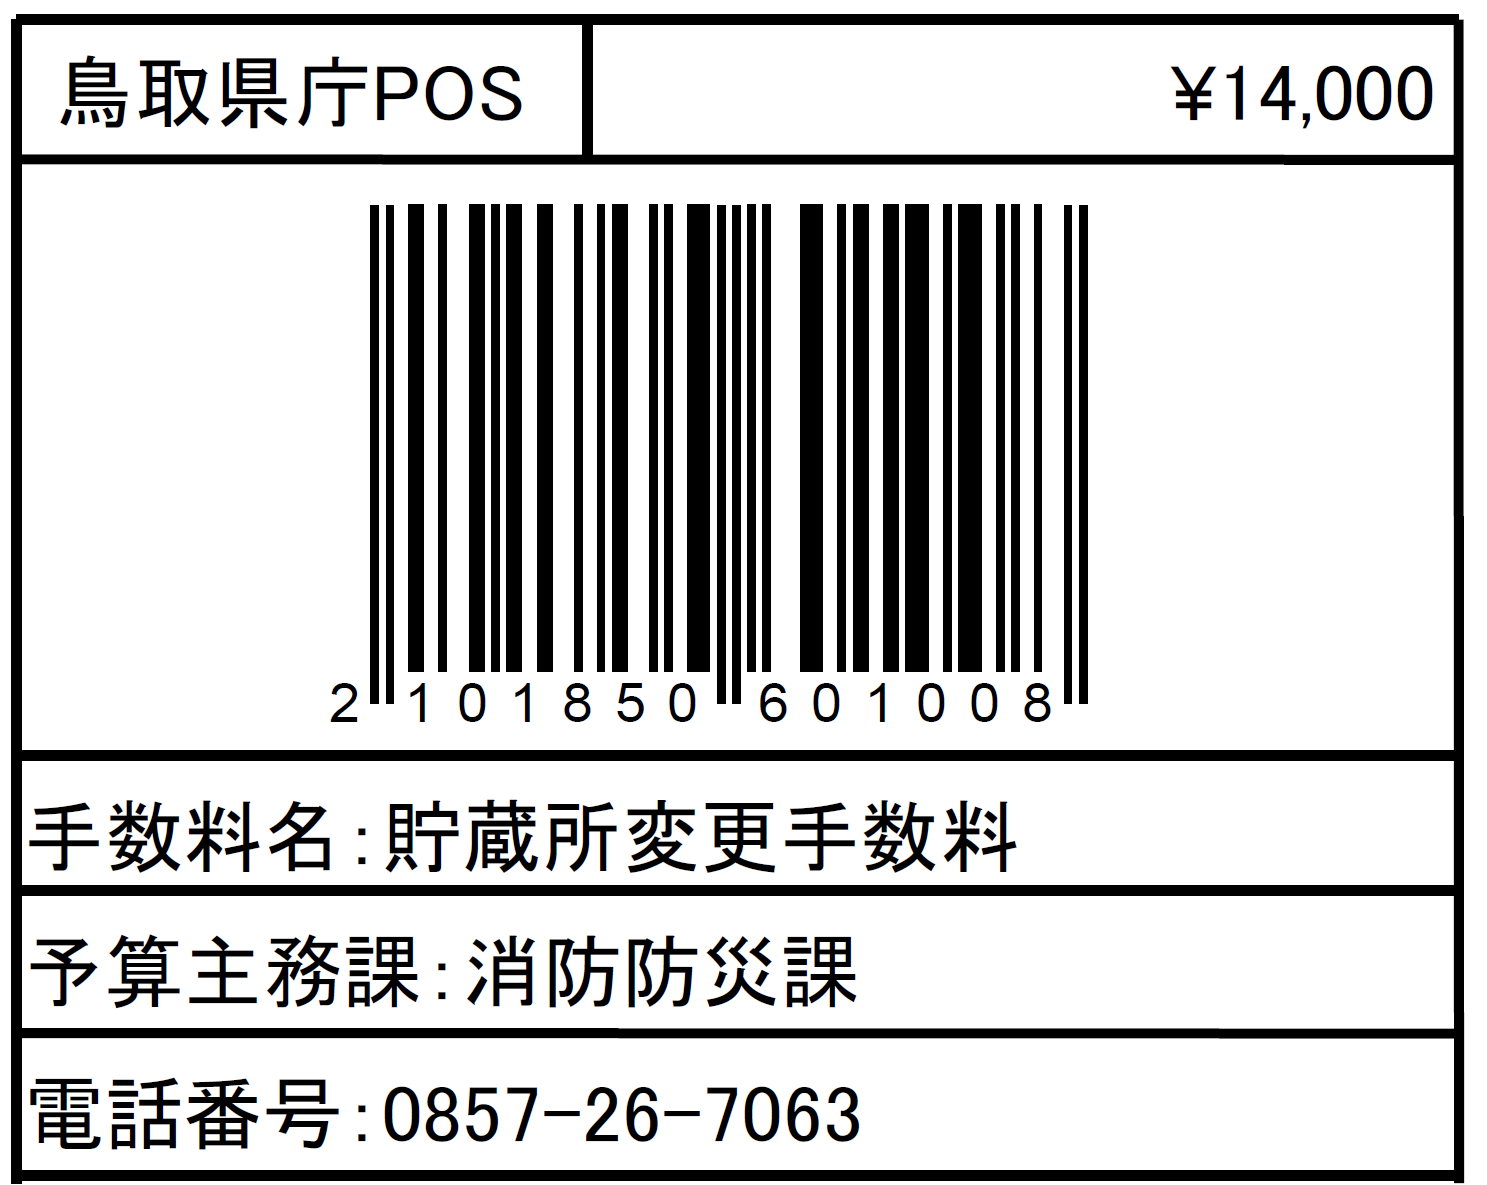 鳥取県庁POS
¥14,000
2 101850 601008
手数料名:貯蔵所変更手数料
予算主務課:消防防災課
電話番号:0857-26-7063